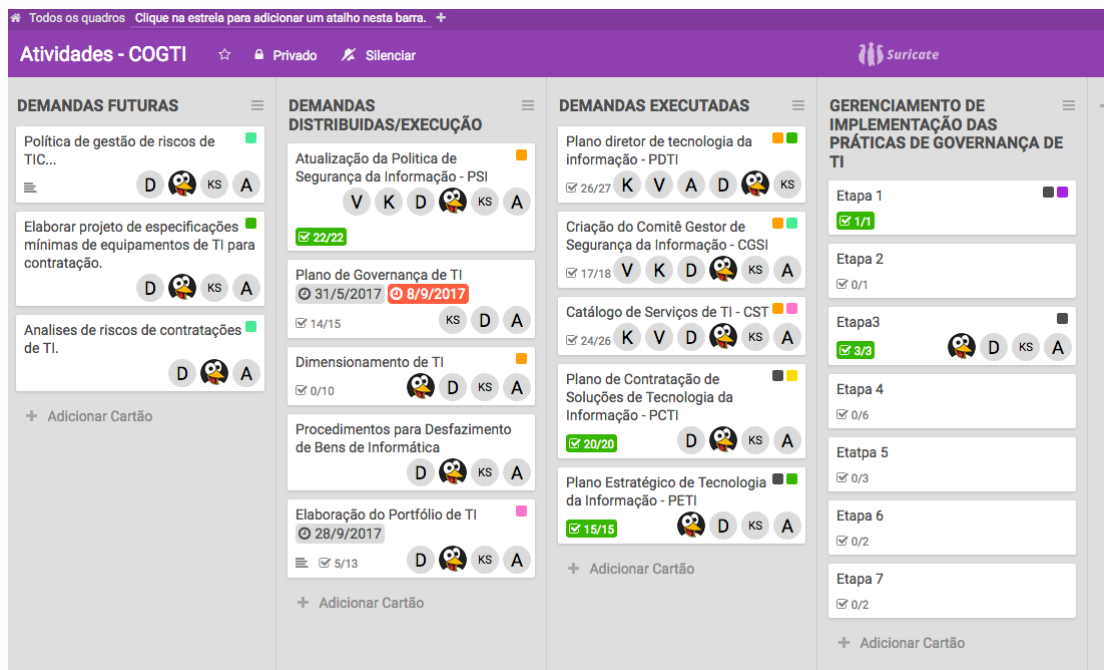 Todos os quadros Clique na estrela para adicionar um atalho nesta barra.
Atividades - COGTI Privado Silenciar Suricate
DEMANDAS FUTURAS
Política de gestão de riscos de
TIC...
D KS A
Elaborar projeto de especificações
mínimas de equipamentos de TI para
contratação.
D KS A
Analises de riscos de contratações
de TI.
D A
+ Adicionar Cartão
DEMANDAS
DISTRIBUIDAS/EXECUÇÃO
Atualização da Politica de
Segurança da Informação - PSI
V K D KS A
22/22
Plano de Governança de TI
31/5/2017 8/9/2017
14/15 KS D A
Dimensionamento de TI
0/10 D KS A
Procedimentos para Desfazimento
de Bens de Informática
D KS A
Elaboração do Portfólio de TI
28/9/2017
5/13 D KS A
+ Adicionar Cartão
DEMANDAS EXECUTADAS
Plano diretor de tecnologia da
informação - PDTI
26/27 K V A D KS
Criação do Comitê Gestor de
Segurança da Informação - CGSI
17/18 V K D KS A
Catálogo de Serviços de TI - CST
24/26 K V D KS A
Plano de Contratação de
Soluções de Tecnologia da
Informação - PCTI
20/20 D KS A
Plano Estratégico de Tecnologia
da Informação - PETI
15/15 D KS A
+ Adicionar Cartão
GERENCIAMENTO DE
IMPLEMENTAÇÃO DAS
PRÁTICAS DE GOVERNANÇA DE
TI
Etapa 1
1/1
Etapa 2
0/1
Etapa3
3/3 D KS A
Etapa 4
0/6
Etatpa 5
0/3
Etapa 6
0/2
Etapa 7
0/2
+ Adicionar Cartão